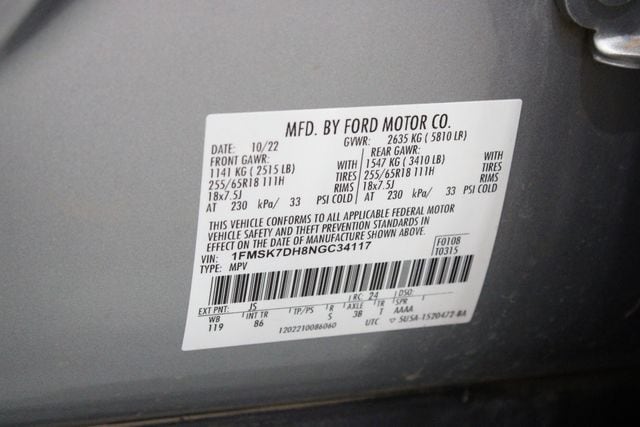 MFD. BY FORD MOTOR CO.
DATE: 10/22 GVWR: 2635 KG ( 5810 LB)
FRONT GAWR: REAR GAWR:
1141 KG ( 2515 LB) WITH 1547 KG ( 3410 LB) WITH
255/65R18 111H TIRES 255/65R18 111H TIRES
18x7.5J RIMS 18x7.5J RIMS
AT 230 kPa/ 33 PSI COLD AT 230 kPa/ 33 PSI COLD
THIS VEHICLE CONFORMS TO ALL APPLICABLE FEDERAL MOTOR
VEHICLE SAFETY AND THEFT PREVENTION STANDARDS IN
EFFECT ON THE DATE OF MANUFACTURE SHOWN ABOVE.
VIN: 1FMSK7DH8NGC34117 F0108
TYPE: MPV T0315
EXT PNT: JS RC: 24 DSO:
WB INT TR TP/PS R AXLE TR SPR
119 86 5 3B T AAAA
1202210086060 UTC 5USA-1520472-BA